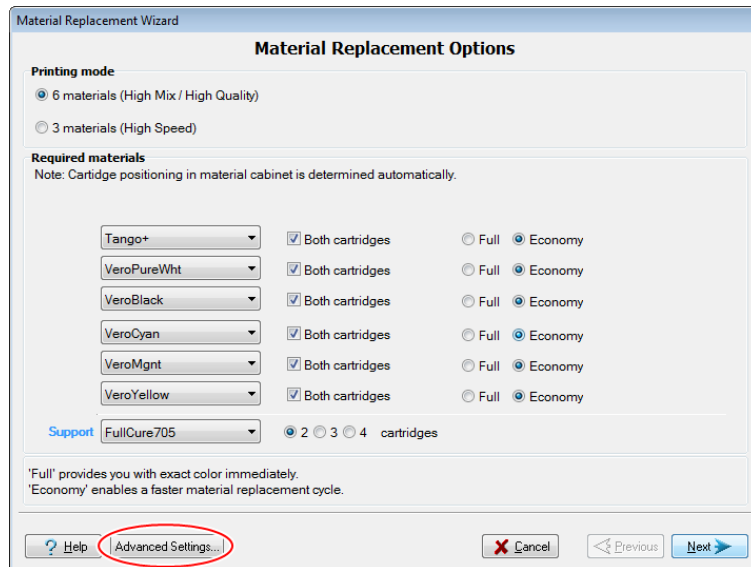 Material Replacement Wizard
Material Replacement Options
Printing mode
6 materials (High Mix / High Quality)
3 materials (High Speed)
Required materials
Note: Cartidge positioning in material cabinet is determined automatically.
Tango+ Both cartridges Full Economy
VeroPureWht Both cartridges Full Economy
VeroBlack Both cartridges Full Economy
VeroCyan Both cartridges Full Economy
VeroMgnt Both cartridges Full Economy
VeroYellow Both cartridges Full Economy
Support FullCure705 2 3 4 cartridges
'Full' provides you with exact color immediately.
'Economy' enables a faster material replacement cycle.
? Help Advanced Settings... Cancel Previous Next